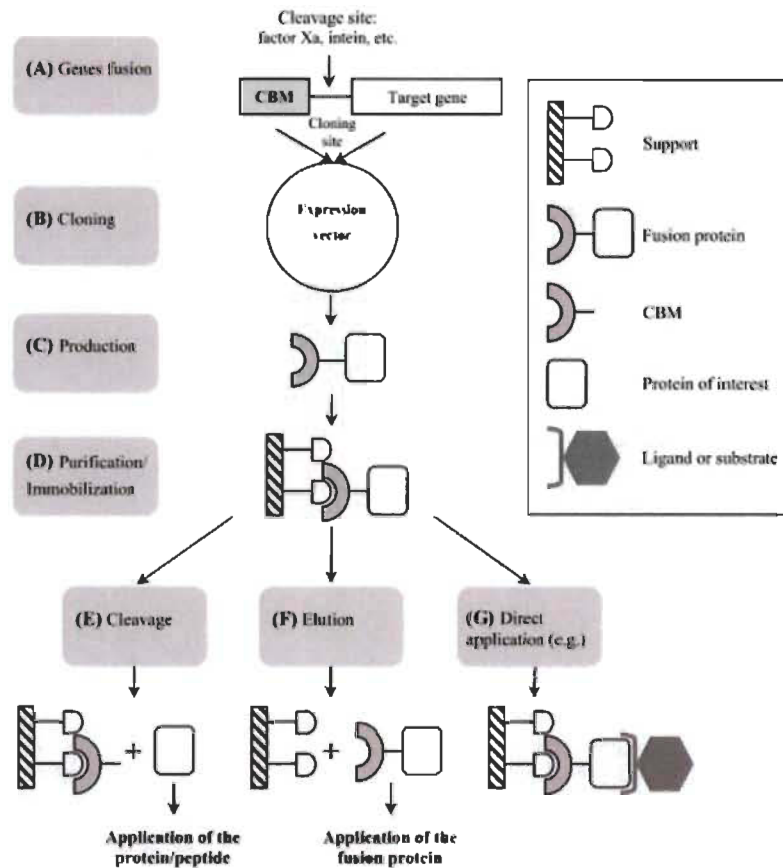 Cleavage site:
factor Xa, intein, etc.
(A) Genes fusion
CBM
Target gene
Cloning
site
(B) Cloning
Expression
vector
(C) Production
(D) Purification/
Immobilization
Support
Fusion protein
CBM
Protein of interest
Ligand or substrate
(E) Cleavage
(F) Elution
(G) Direct
application (e.g.)
+
+
Application of the
protein/peptide
Application of the
fusion protein